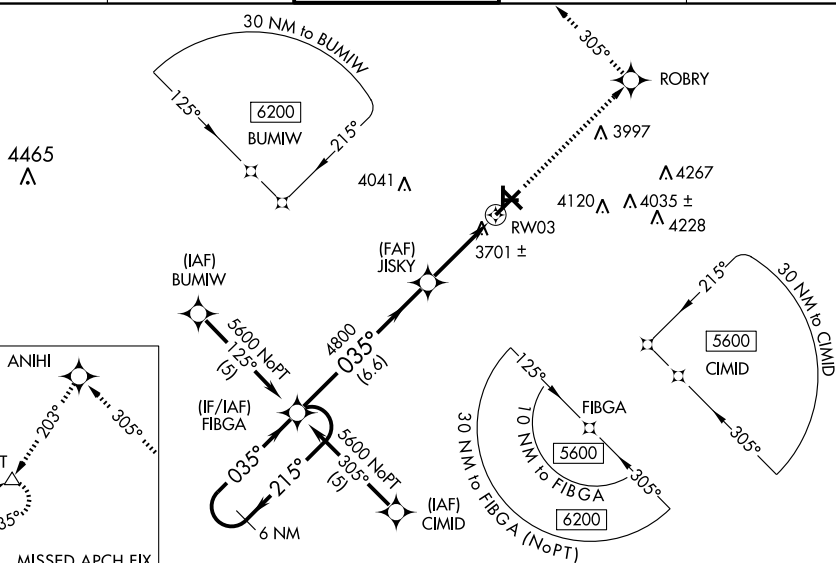 30 NM to BUMIW
125°
6200
BUMIW
215°
305°
ROBRY
3997
4465
4041
4267
4120
4035 ±
4228
RW03
3701 ±
(FAF)
JISKY
(IAF)
BUMIW
5600 NoPT
125°
(5)
4800
035°
(6.6)
(IF/IAF)
FIBGA
035°
215°
6 NM
5600 NoPT
305°
(5)
(IAF)
CIMID
215°
30 NM to CIMID
5600
CIMID
305°
125°
FIBGA
10 NM to FIBGA
5600
305°
30 NM to FIBGA (NoPT)
6200
ANIHI
203°
305°
T
35°
MISSED APCH FIX